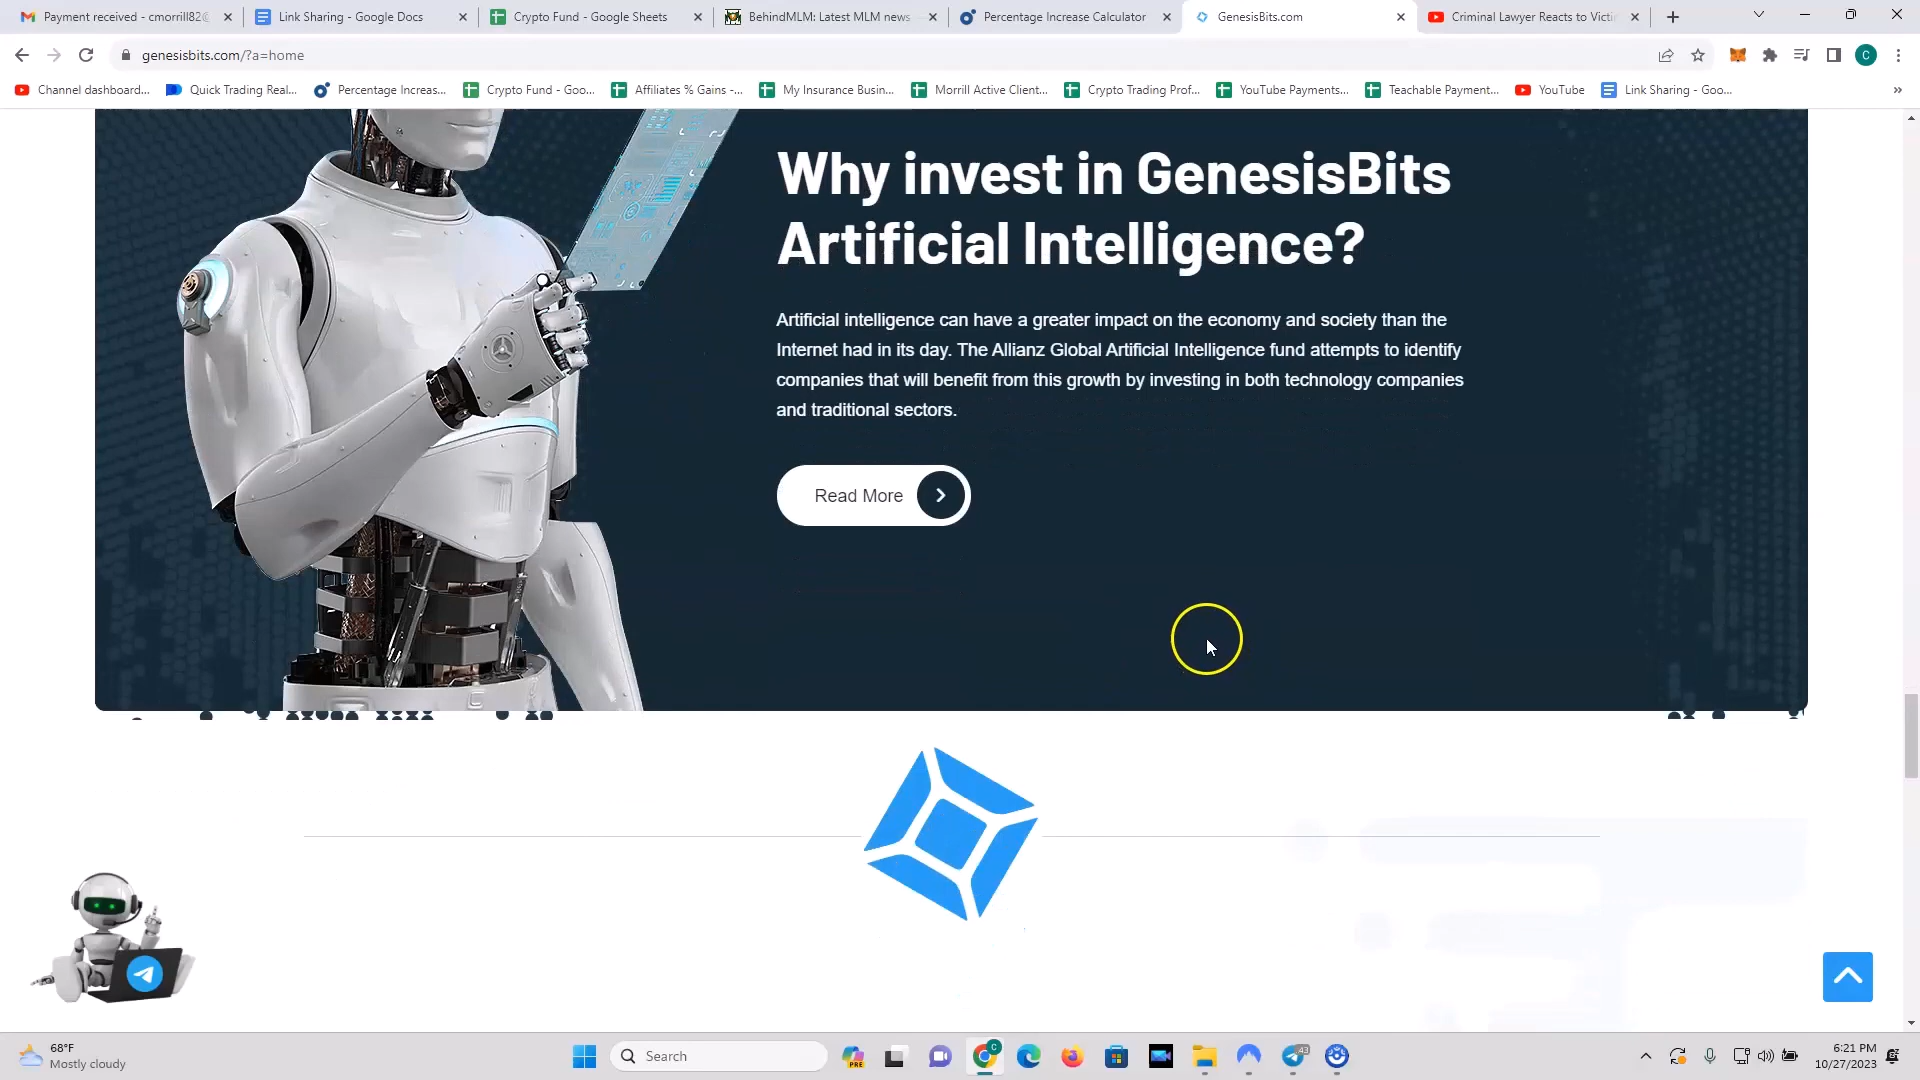 Payment received - cmorrill82@
Link Sharing - Google Docs
Crypto Fund - Google Sheets
BehindMLM: Latest MLM news
Percentage Increase Calculator
GenesisBits.com
Criminal Lawyer Reacts to Victi
genesisbits.com/?a=home
C
Channel dashboard...
Quick Trading Real...
Percentage Increas...
Crypto Fund - Goo...
Affiliates % Gains -...
My Insurance Busin...
Morrill Active Client...
Crypto Trading Prof...
YouTube Payments...
Teachable Payment...
YouTube
Link Sharing - Goo...
»
Why invest in GenesisBits
Artificial Intelligence?
Artificial intelligence can have a greater impact on the economy and society than the
Internet had in its day. The Allianz Global Artificial Intelligence fund attempts to identify
companies that will benefit from this growth by investing in both technology companies
and traditional sectors.
Read More
68°F
Mostly cloudy
Search
PRE
C
43
6:21 PM
10/27/2023